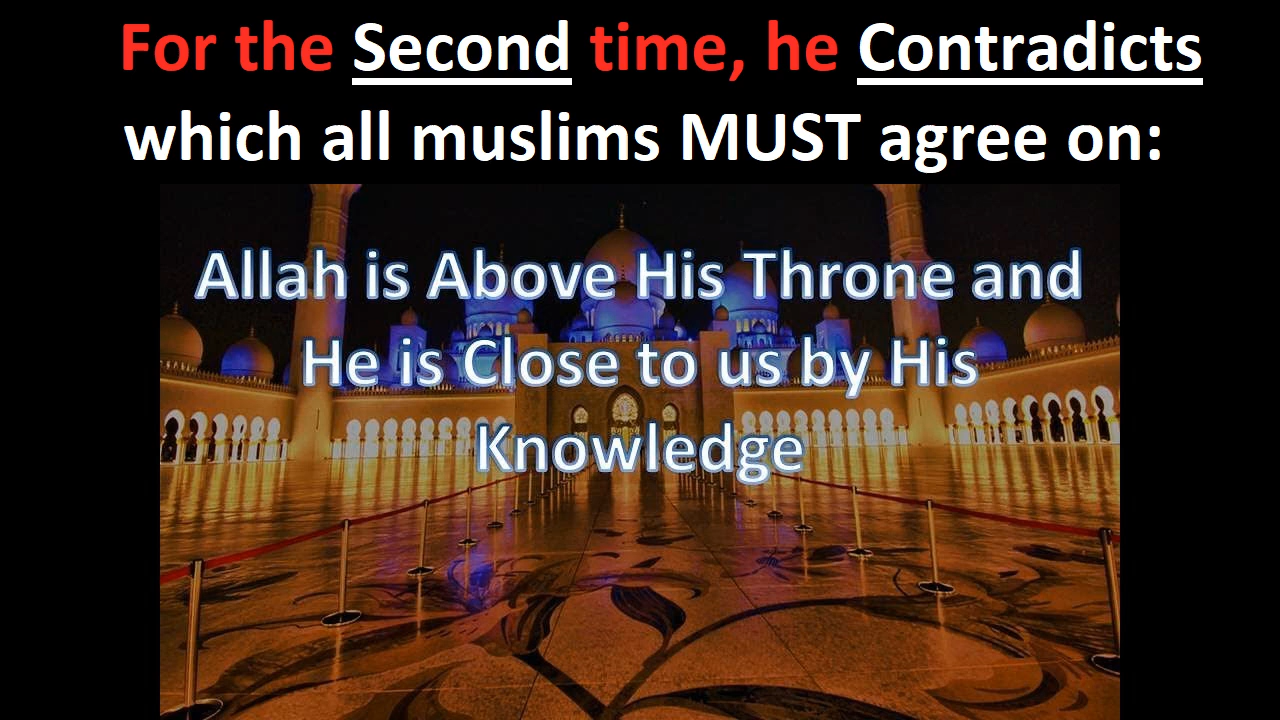 For the Second time, he Contradicts
which all muslims MUST agree on:
Allah is Above His Throne and
He is Close to us by His
Knowledge